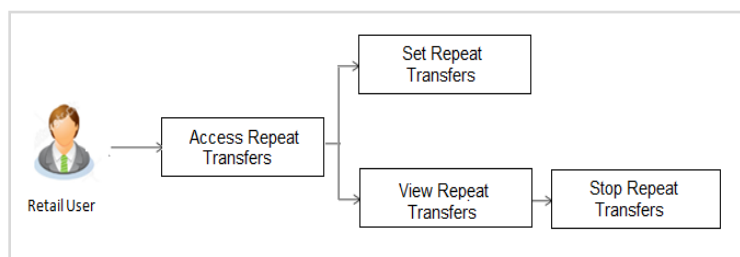 Set Repeat
Transfers
Access Repeat
Transfers
Retail User
View Repeat
Transfers
Stop Repeat
Transfers